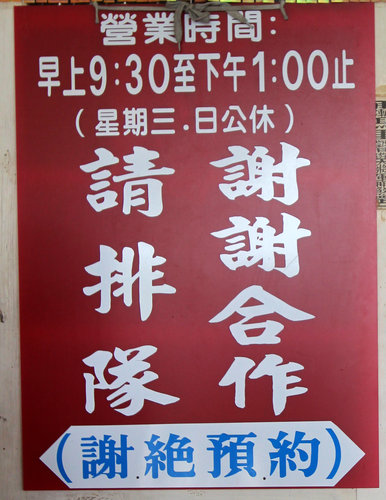 營業時間:
早上9:30至下午1:00止
(星期三.日公休)
請排隊
謝謝合作
(謝絕預約)